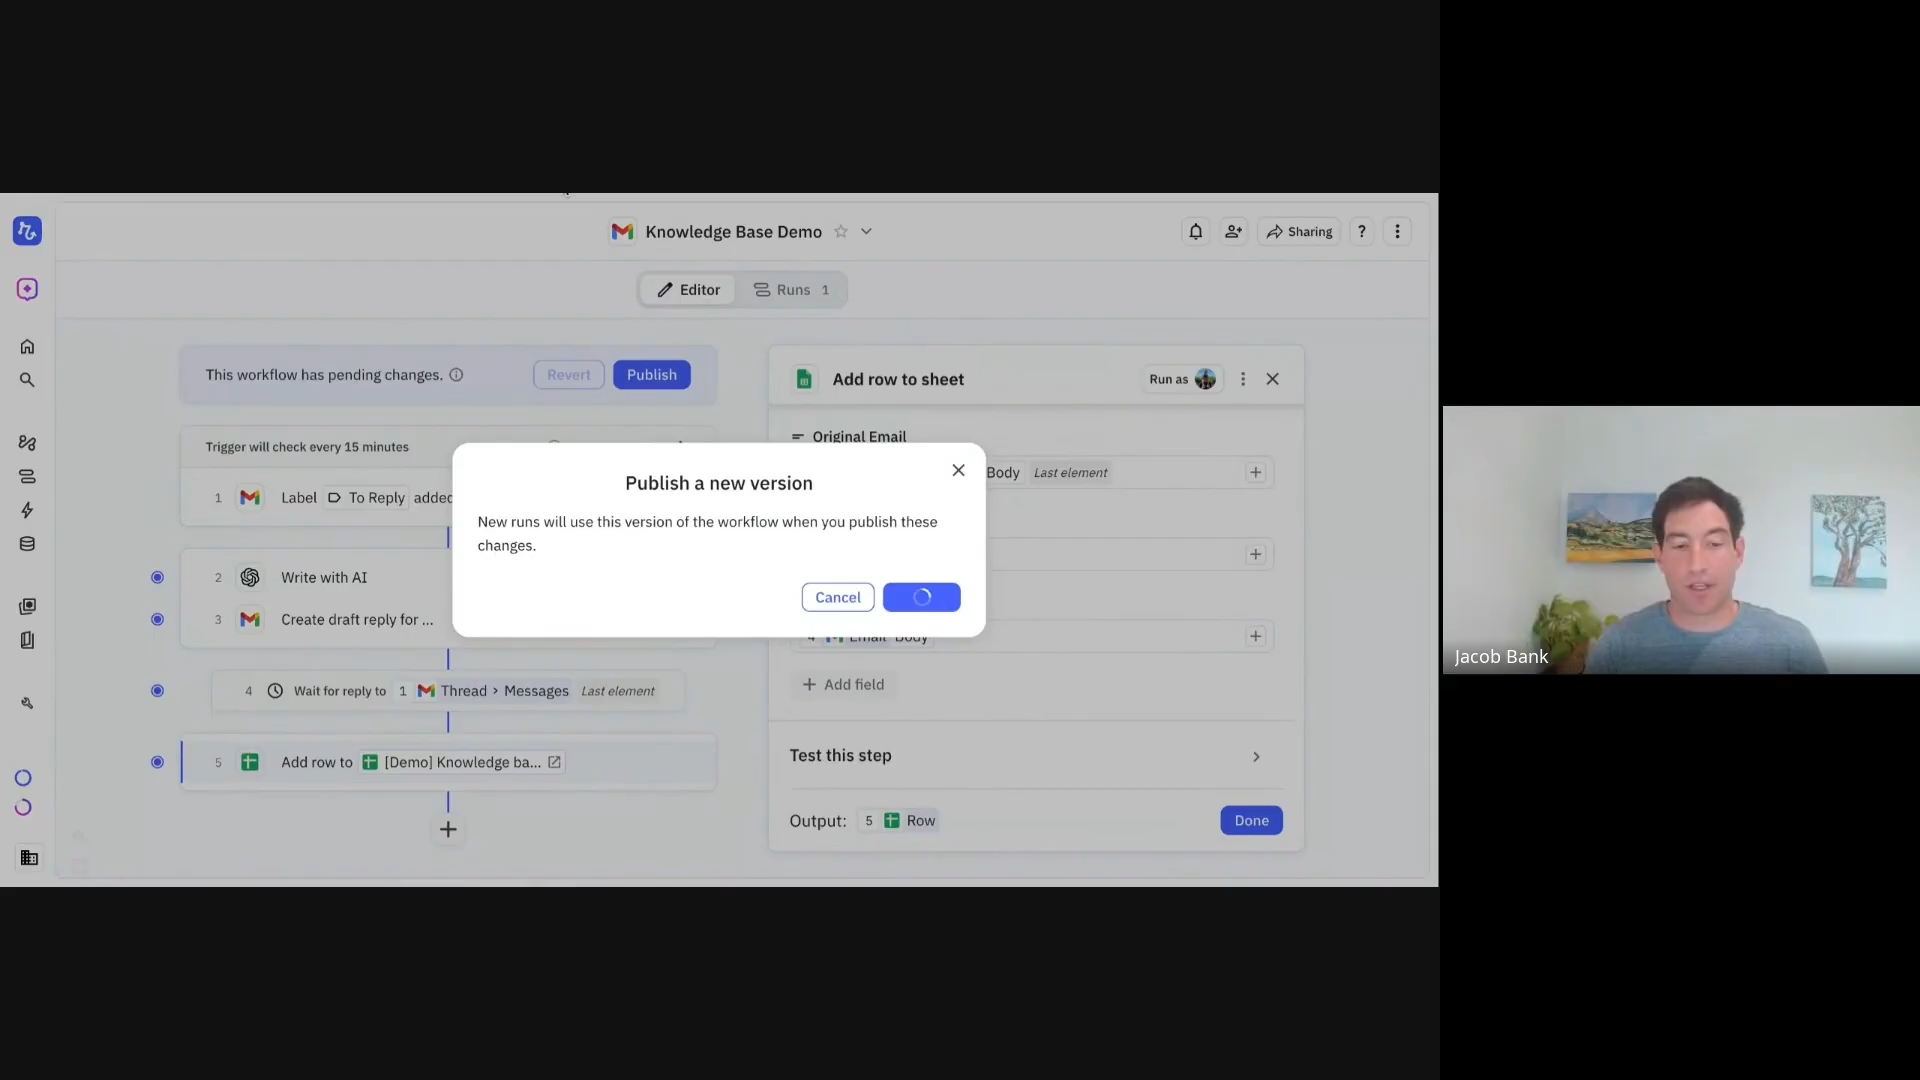 Knowledge Base Demo
Sharing
?
Editor
Runs 1
This workflow has pending changes.
Revert
Publish
Trigger will check every 15 minutes
1 Label To Reply added
2 Write with AI
3 Create draft reply for ...
4 Wait for reply to 1 Thread > Messages Last element
5 Add row to [Demo] Knowledge ba...
+
Add row to sheet
Run as
Original Email
Body Last element
4 Email Body
+ Add field
Test this step
Output: 5 Row
Done
Publish a new version
New runs will use this version of the workflow when you publish these
changes.
Cancel
Jacob Bank